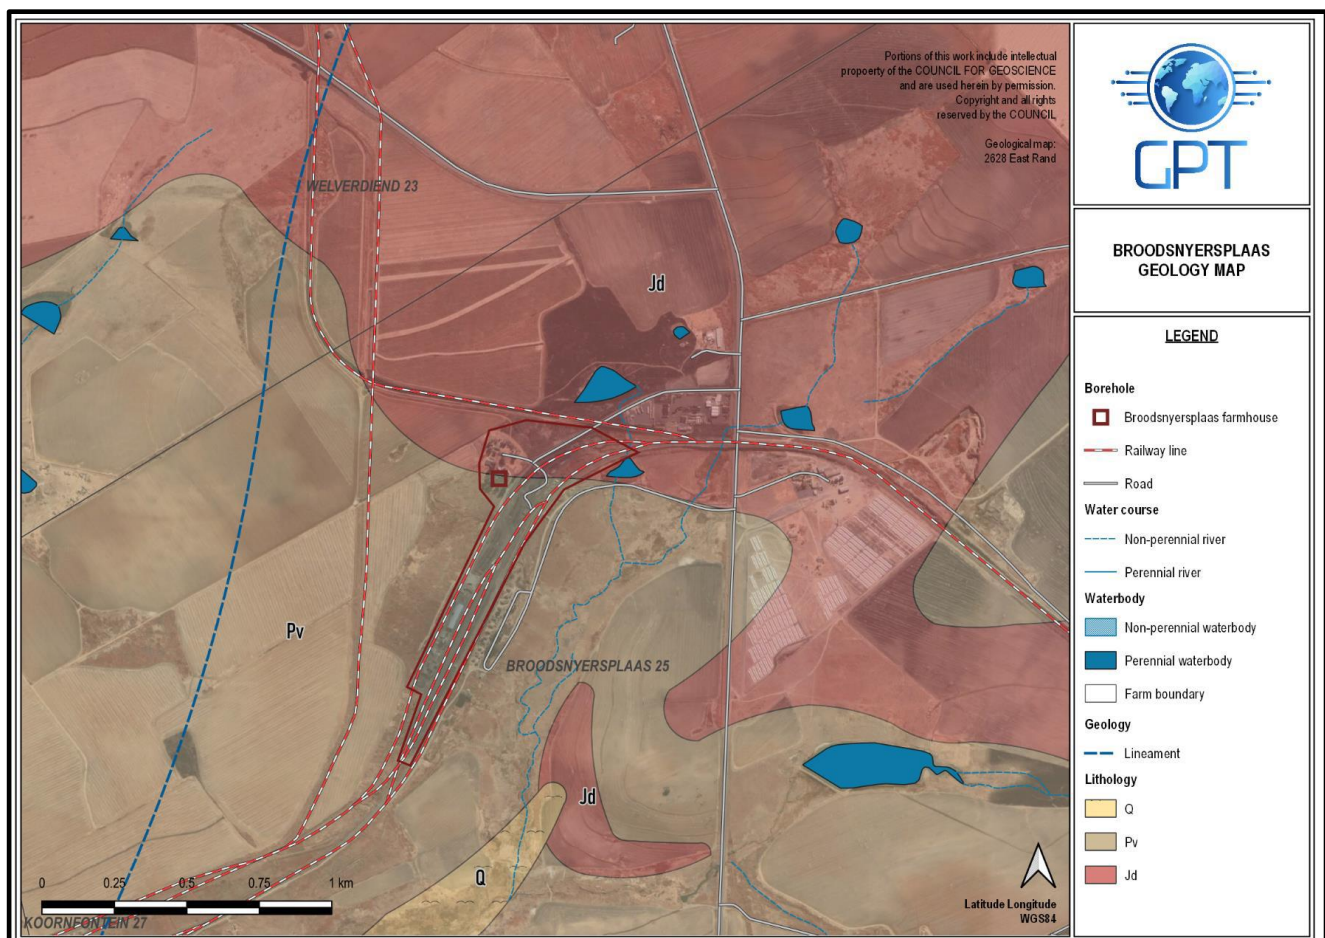 Portions of this work include intellectual
propoerty of the COUNCIL FOR GEOSCIENCE
and are used herein by permission.
Copyright and all rights
reserved by the COUNCIL
Geological map:
2628 East Rand
WELVERDIEND 23
Jd
Pv
BROODSNYERSPLAAS 25
Jd
Q
0 0.25 0.5 0.75 1 km
KOORNFONTEIN 27
Latitude Longitude
WGS84
GPT
BROODSNYERSPLAAS
GEOLOGY MAP
LEGEND
Borehole
Broodsnyersplaas farmhouse
Railway line
Road
Water course
Non-perennial river
Perennial river
Waterbody
Non-perennial waterbody
Perennial waterbody
Farm boundary
Geology
Lineament
Lithology
Q
Pv
Jd